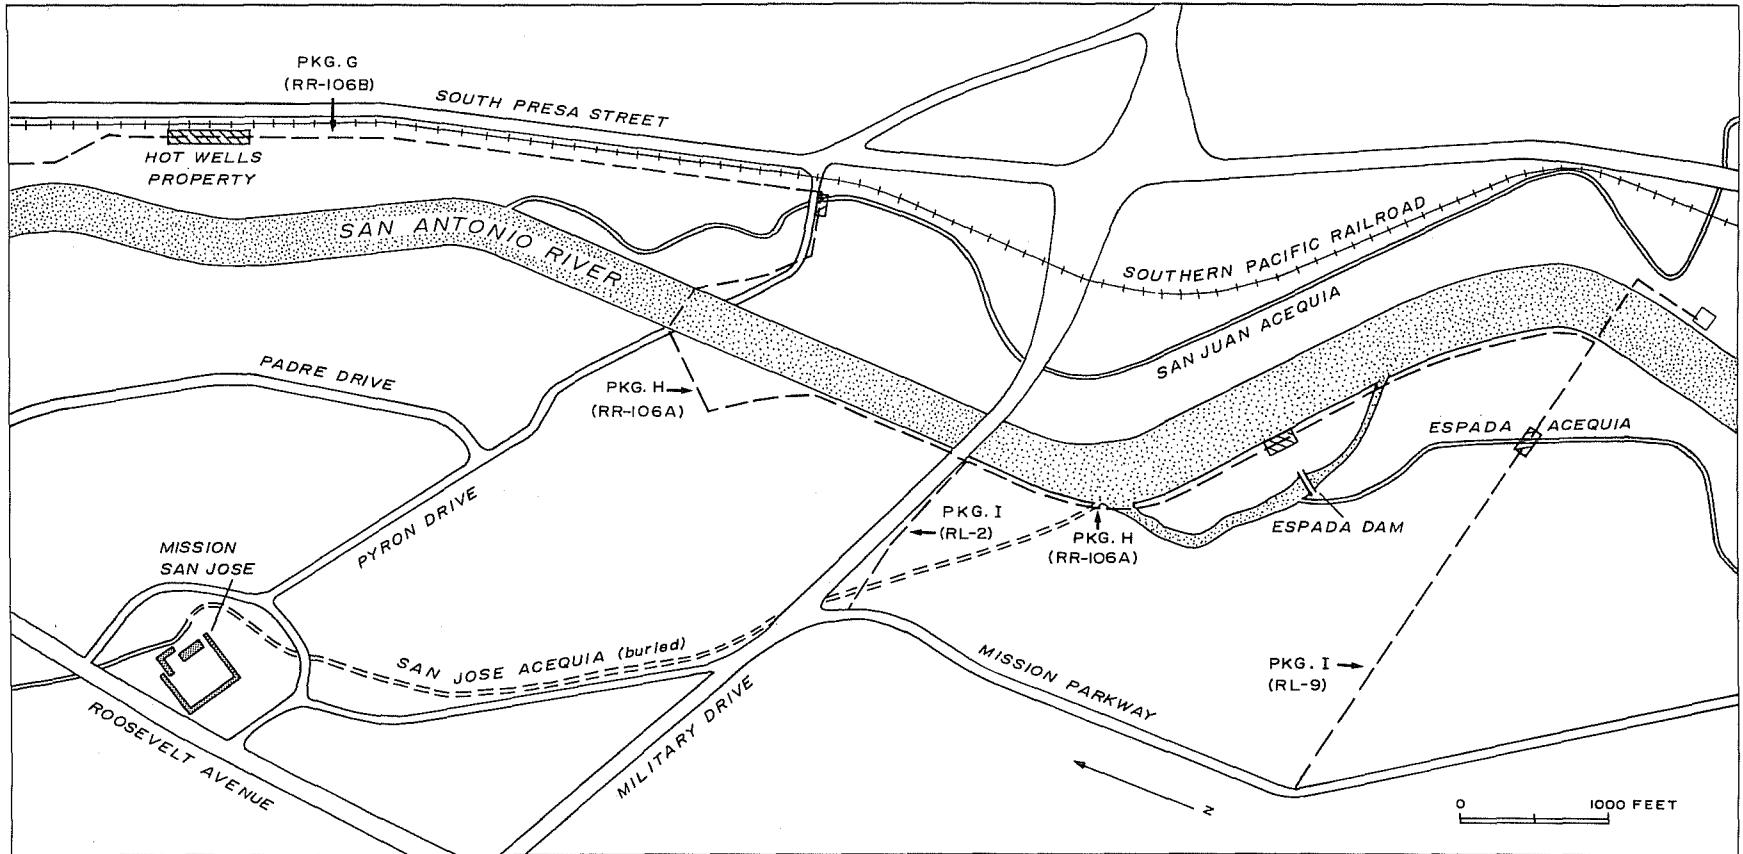 PKG. G
(RR-106B)
SOUTH PRESA STREET
HOT WELLS
PROPERTY
SAN ANTONIO RIVER
SOUTHERN PACIFIC RAILROAD
SAN JUAN ACEQUIA
PADRE DRIVE
PKG. H
(RR-106A)
ESPADA ACEQUIA
PYRON DRIVE
PKG. I
(RL-2)
PKG. H
(RR-106A)
ESPADA DAM
MISSION
SAN JOSE
SAN JOSE ACEQUIA (buried)
MISSION PARKWAY
PKG. I
(RL-9)
ROOSEVELT AVENUE
MILITARY DRIVE
N
0 1000 FEET